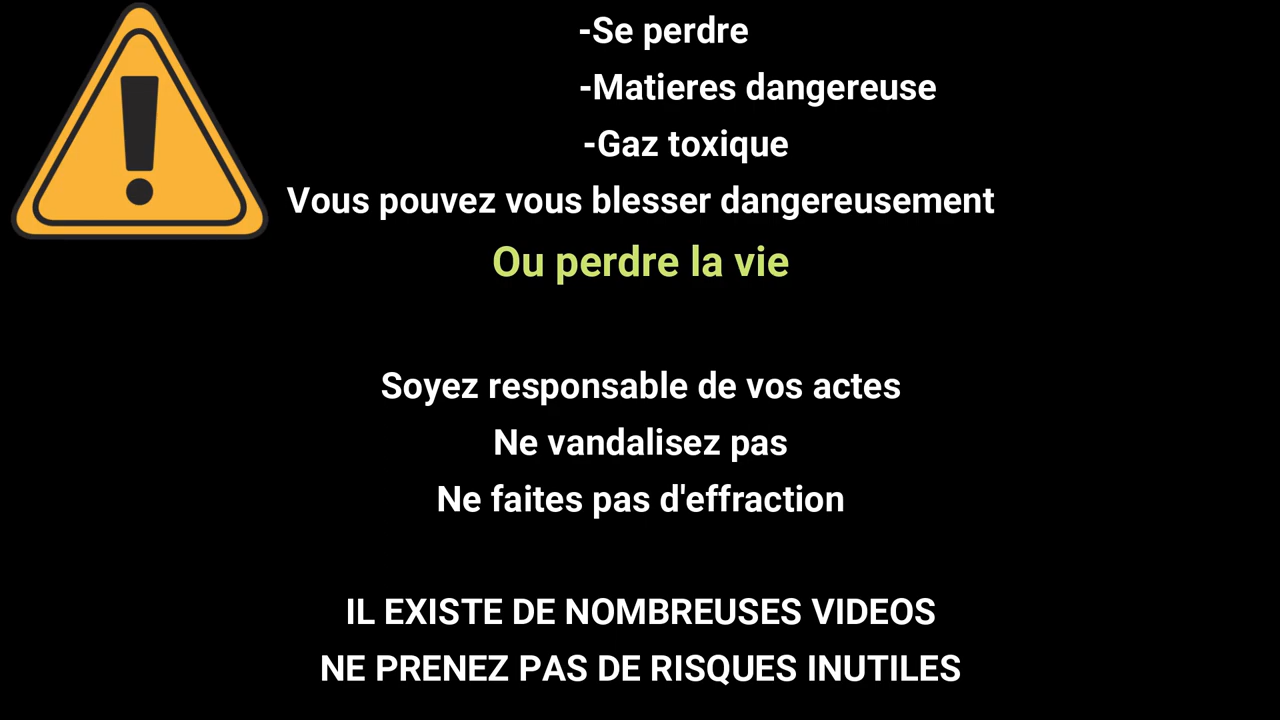 -Se perdre
-Matieres dangereuse
-Gaz toxique
Vous pouvez vous blesser dangereusement
Ou perdre la vie
Soyez responsable de vos actes
Ne vandalisez pas
Ne faites pas d'effraction
IL EXISTE DE NOMBREUSES VIDEOS
NE PRENEZ PAS DE RISQUES INUTILES